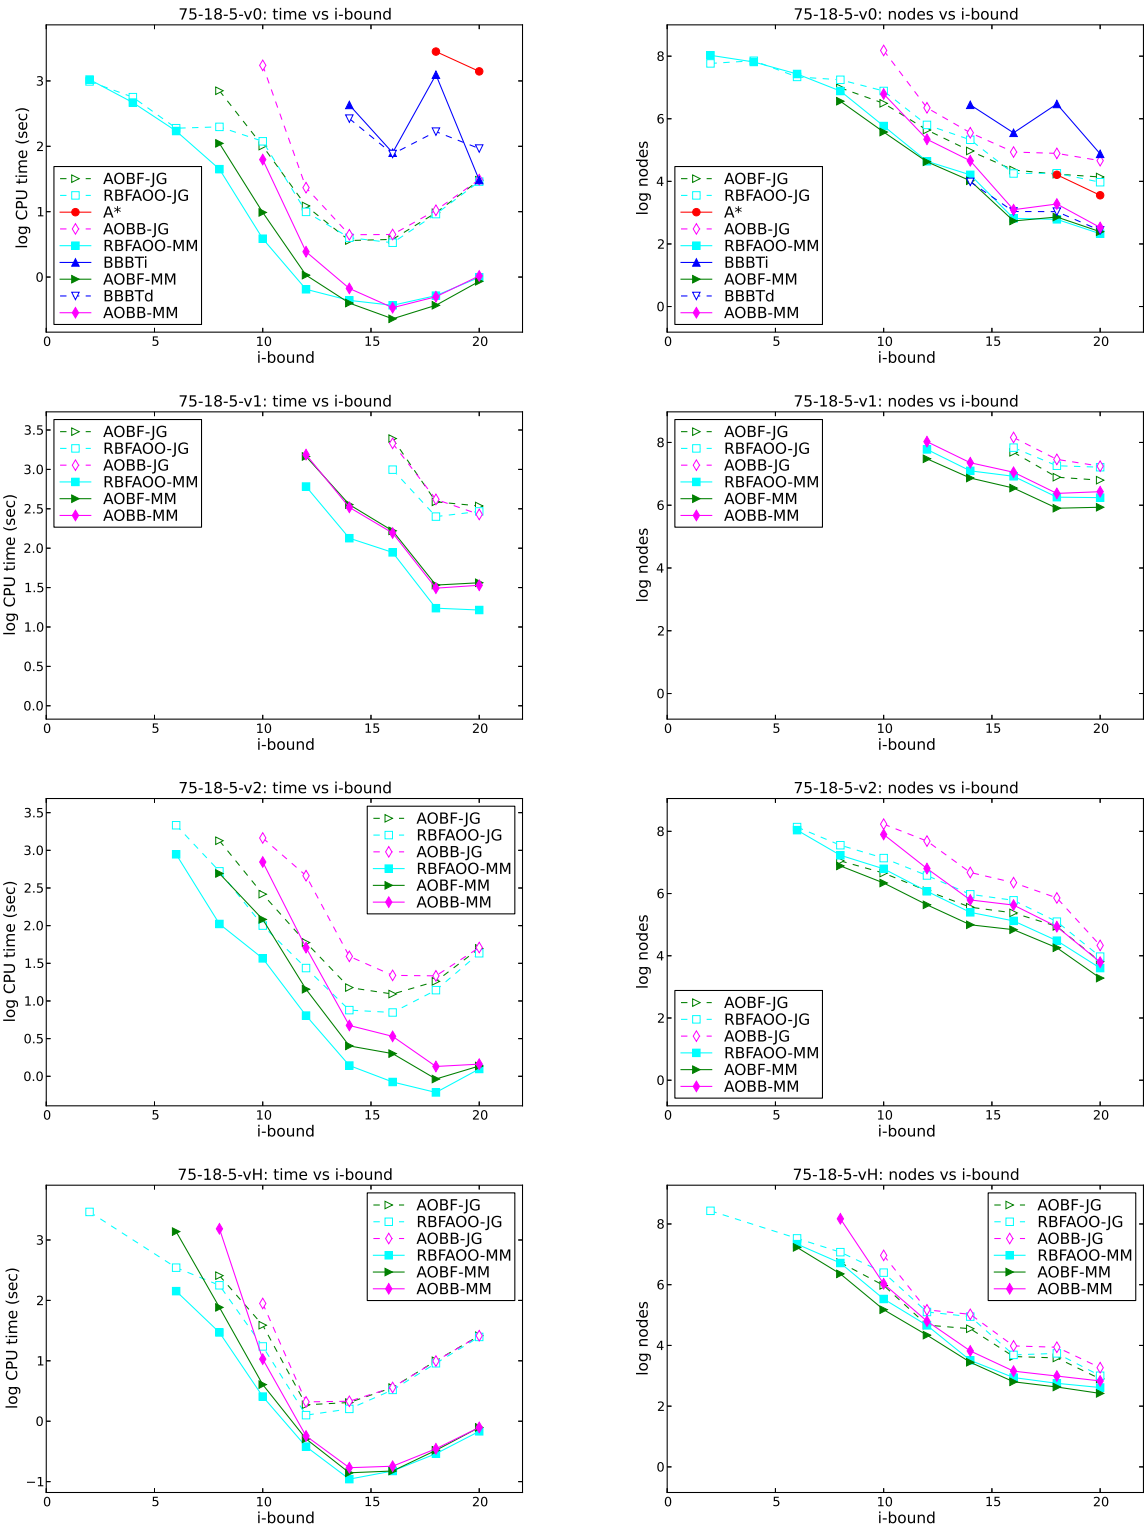 75-18-5-v0: time vs i-bound
log CPU time (sec)
3
2
1
0
AOBF-JG
RBFAOO-JG
A*
AOBB-JG
RBFAOO-MM
BBBTi
AOBF-MM
BBBTd
AOBB-MM
0 5 10 15 20
i-bound
75-18-5-v0: nodes vs i-bound
log nodes
8
6
4
2
0
AOBF-JG
RBFAOO-JG
A*
AOBB-JG
RBFAOO-MM
BBBTi
AOBF-MM
BBBTd
AOBB-MM
0 5 10 15 20
i-bound
75-18-5-v1: time vs i-bound
log CPU time (sec)
3.5
3.0
2.5
2.0
1.5
1.0
0.5
0.0
AOBF-JG
RBFAOO-JG
AOBB-JG
RBFAOO-MM
AOBF-MM
AOBB-MM
0 5 10 15 20
i-bound
75-18-5-v1: nodes vs i-bound
log nodes
8
6
4
2
0
AOBF-JG
RBFAOO-JG
AOBB-JG
RBFAOO-MM
AOBF-MM
AOBB-MM
0 5 10 15 20
i-bound
75-18-5-v2: time vs i-bound
log CPU time (sec)
3.5
3.0
2.5
2.0
1.5
1.0
0.5
0.0
AOBF-JG
RBFAOO-JG
AOBB-JG
RBFAOO-MM
AOBF-MM
AOBB-MM
0 5 10 15 20
i-bound
75-18-5-v2: nodes vs i-bound
log nodes
8
6
4
2
0
AOBF-JG
RBFAOO-JG
AOBB-JG
RBFAOO-MM
AOBF-MM
AOBB-MM
0 5 10 15 20
i-bound
75-18-5-vH: time vs i-bound
log CPU time (sec)
3
2
1
0
−1
AOBF-JG
RBFAOO-JG
AOBB-JG
RBFAOO-MM
AOBF-MM
AOBB-MM
0 5 10 15 20
i-bound
75-18-5-vH: nodes vs i-bound
log nodes
8
6
4
2
0
AOBF-JG
RBFAOO-JG
AOBB-JG
RBFAOO-MM
AOBF-MM
AOBB-MM
0 5 10 15 20
i-bound